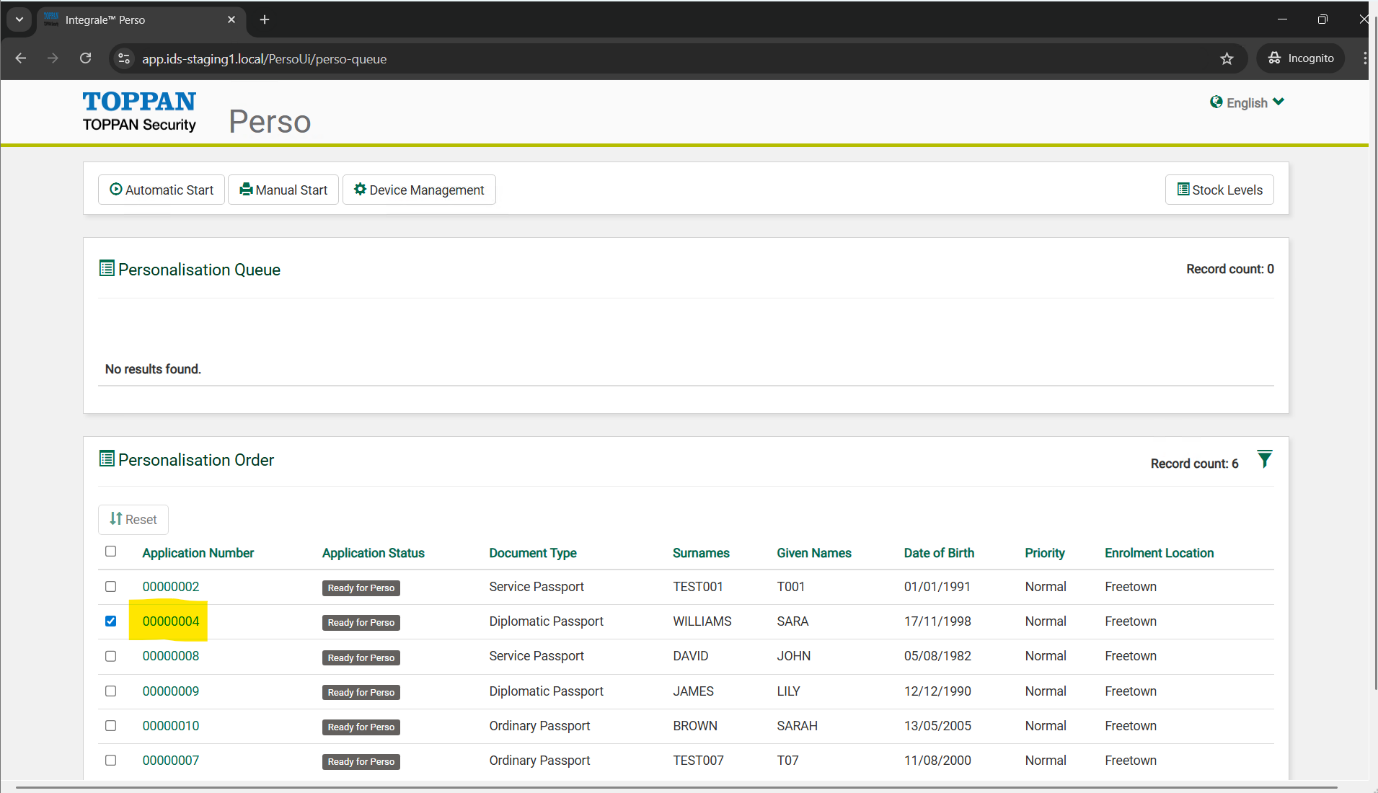 Integrale™ Perso
app.ids-staging1.local/PersoUi/perso-queue
Incognito
TOPPAN
TOPPAN Security
Perso
English
Automatic Start
Manual Start
Device Management
Stock Levels
Personalisation Queue
Record count: 0
No results found.
Personalisation Order
Record count: 6
Reset
Application Number Application Status Document Type Surnames Given Names Date of Birth Priority Enrolment Location
00000002 Ready for Perso Service Passport TEST001 T001 01/01/1991 Normal Freetown
00000004 Ready for Perso Diplomatic Passport WILLIAMS SARA 17/11/1998 Normal Freetown
00000008 Ready for Perso Service Passport DAVID JOHN 05/08/1982 Normal Freetown
00000009 Ready for Perso Diplomatic Passport JAMES LILY 12/12/1990 Normal Freetown
00000010 Ready for Perso Ordinary Passport BROWN SARAH 13/05/2005 Normal Freetown
00000007 Ready for Perso Ordinary Passport TEST007 T07 11/08/2000 Normal Freetown